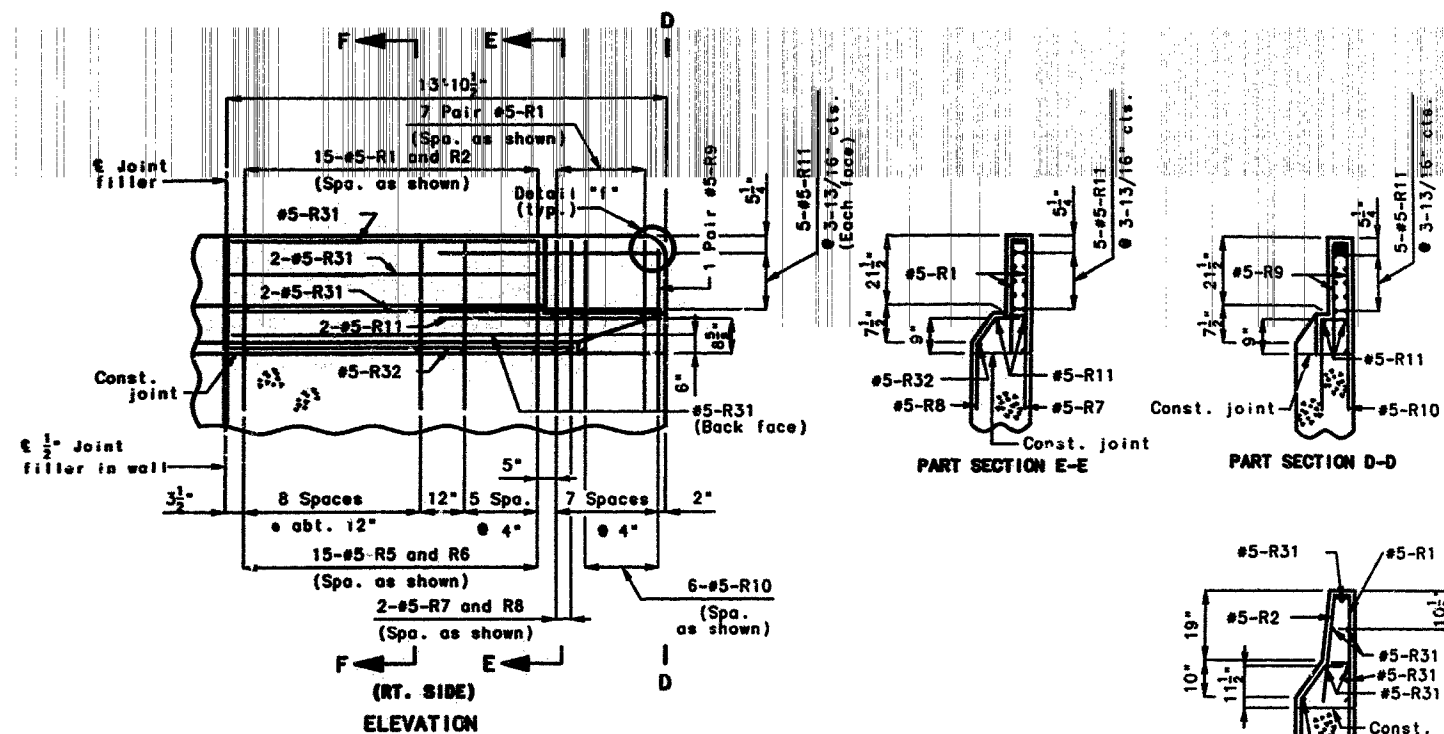 D
F
E
13'10½"
7 Pair #5-R1
(Spa. as shown)
15-#5-R1 and R2
(Spa. as shown)
℄ Joint
filler
#5-R31
Detail "f"
(typ.)
1 Pair #5-R9
5¼"
5-#5-R11
@ 3-13/16" cts.
(Each face)
2-#5-R31
2-#5-R31
2-#5-R11
#5-R32
6"
Const.
joint
#5-R31
(Back face)
℄ ½" Joint
filler in wall
5"
3½"
8 Spaces
@ abt. 12"
12"
5 Spa.
@ 4"
7 Spaces
@ 4"
2"
15-#5-R5 and R6
(Spa. as shown)
2-#5-R7 and R8
(Spa. as shown)
6-#5-R10
(Spa.
as shown)
F
E
D
(RT. SIDE)
ELEVATION
5¼"
5-#5-R11
@ 3-13/16" cts.
21½"
#5-R1
7½"
9"
#5-R32
#5-R11
#5-R8
#5-R7
Const. joint
PART SECTION E-E
5¼"
5-#5-R11
@ 3-13/16" cts.
21½"
#5-R9
7½"
9"
#5-R11
Const. joint
#5-R10
PART SECTION D-D
#5-R31
#5-R1
19"
#5-R2
10½"
#5-R31
#5-R31
10"
11½"
#5-R31
Const.